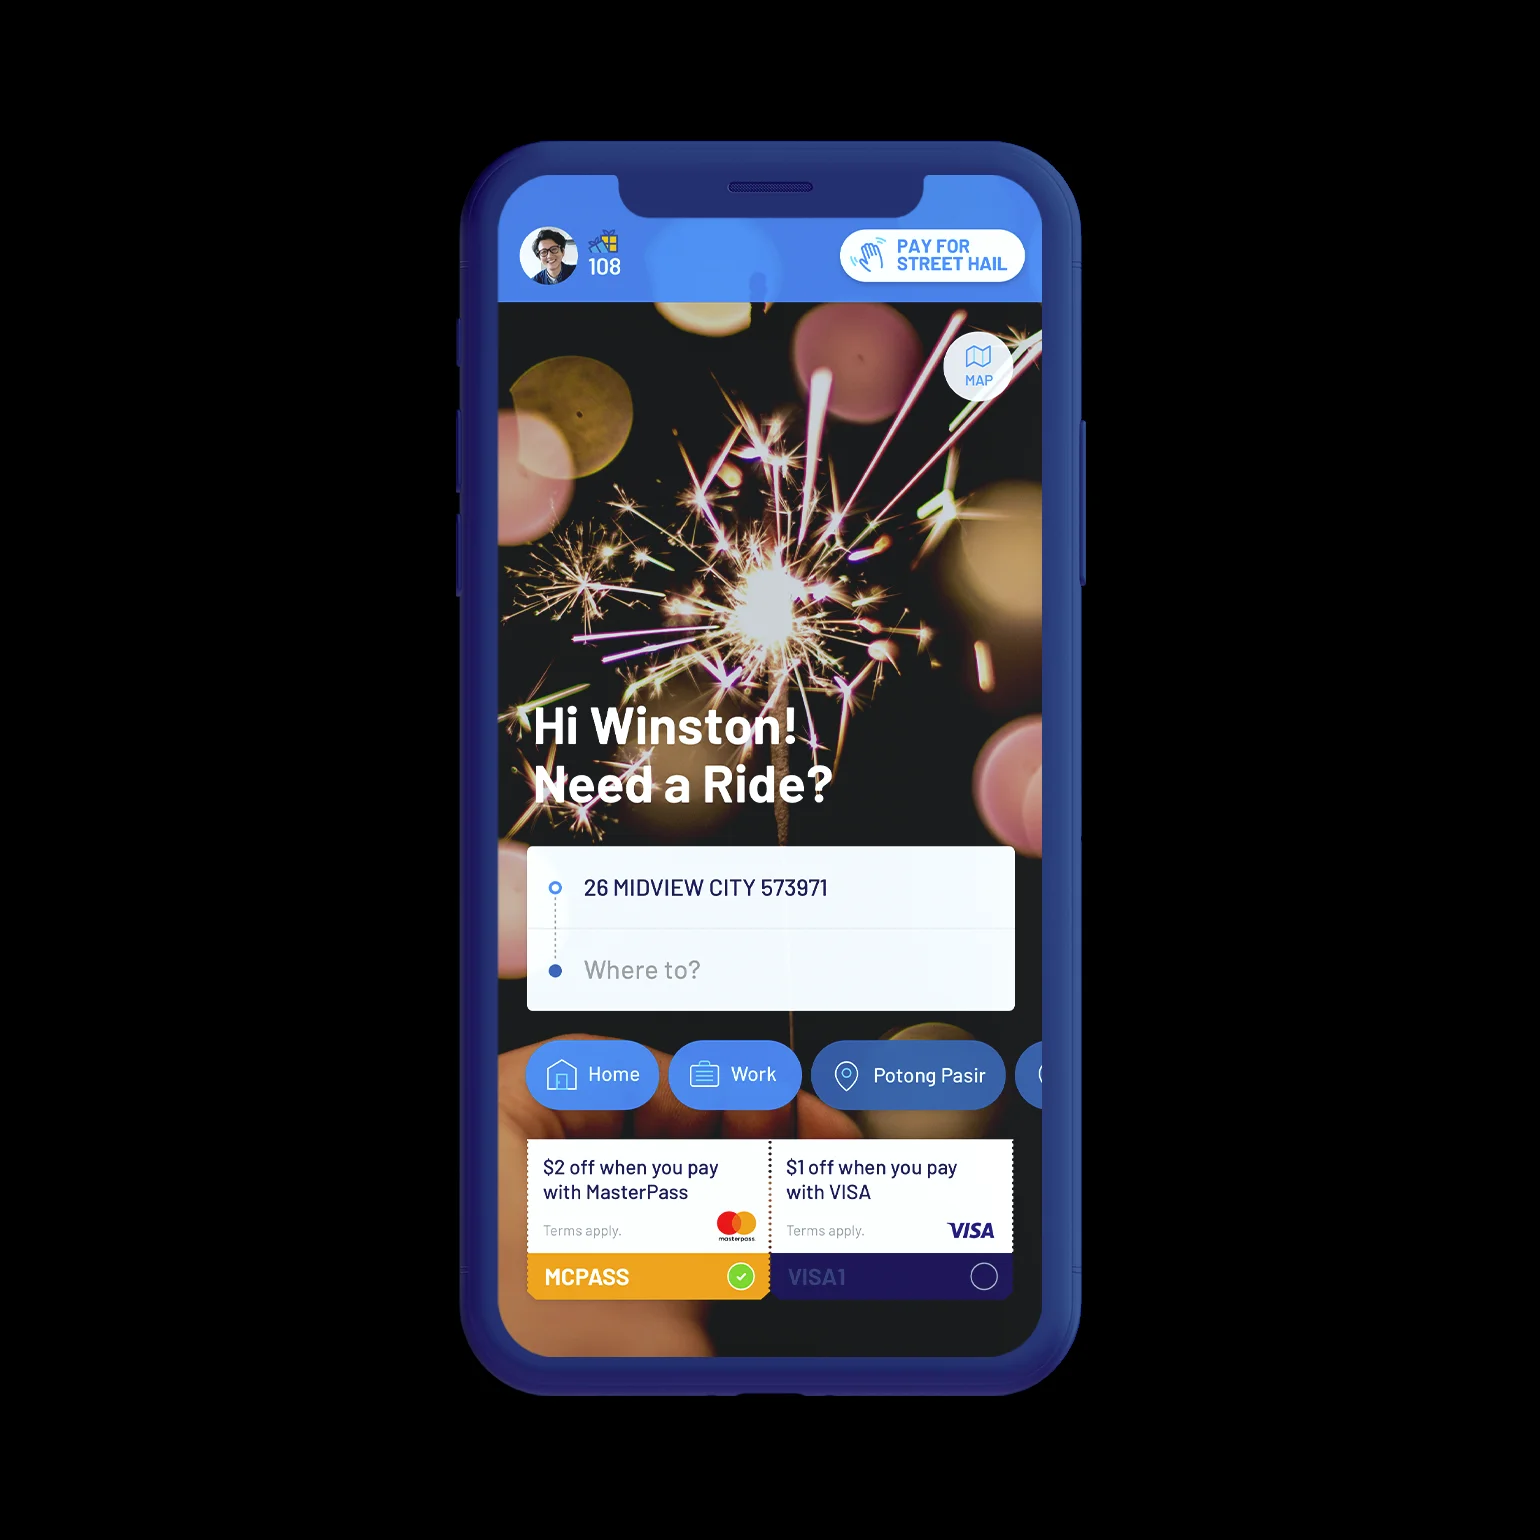 108
PAY FOR
STREET HAIL
MAP
Hi Winston!
Need a Ride?
26 MIDVIEW CITY 573971
Where to?
Home
Work
Potong Pasir
$2 off when you pay
with MasterPass
Terms apply.
masterpass
MCPASS
$1 off when you pay
with VISA
Terms apply.
VISA
VISA1